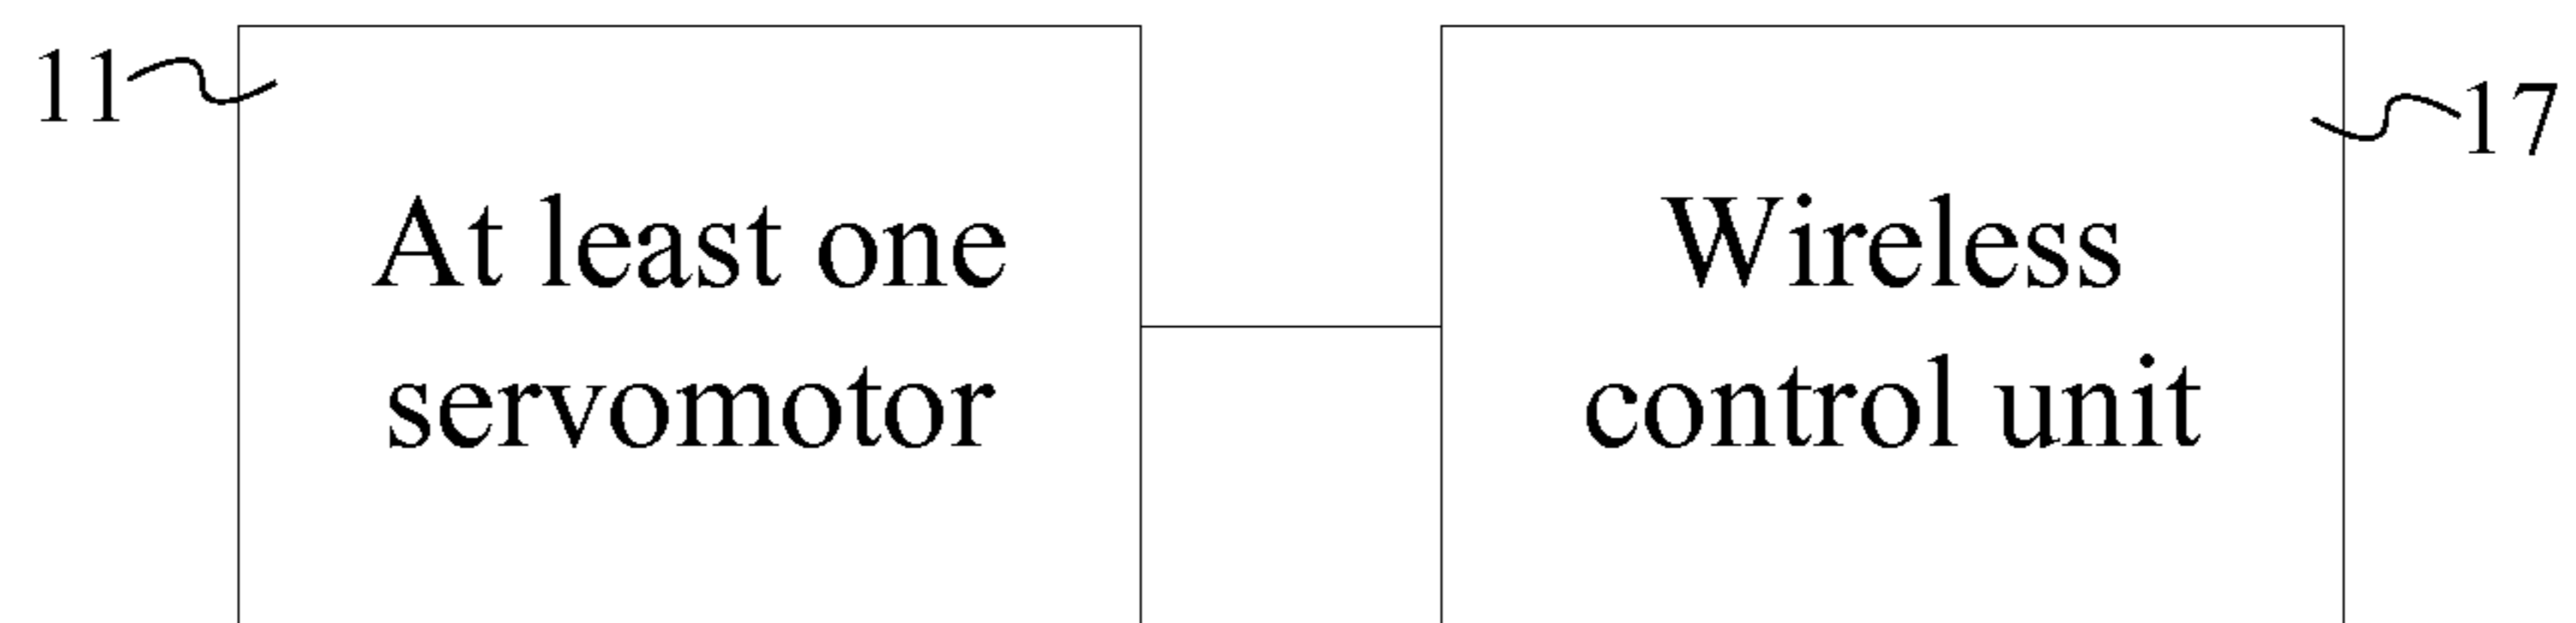 11
At least one
servomotor
Wireless
control unit
17